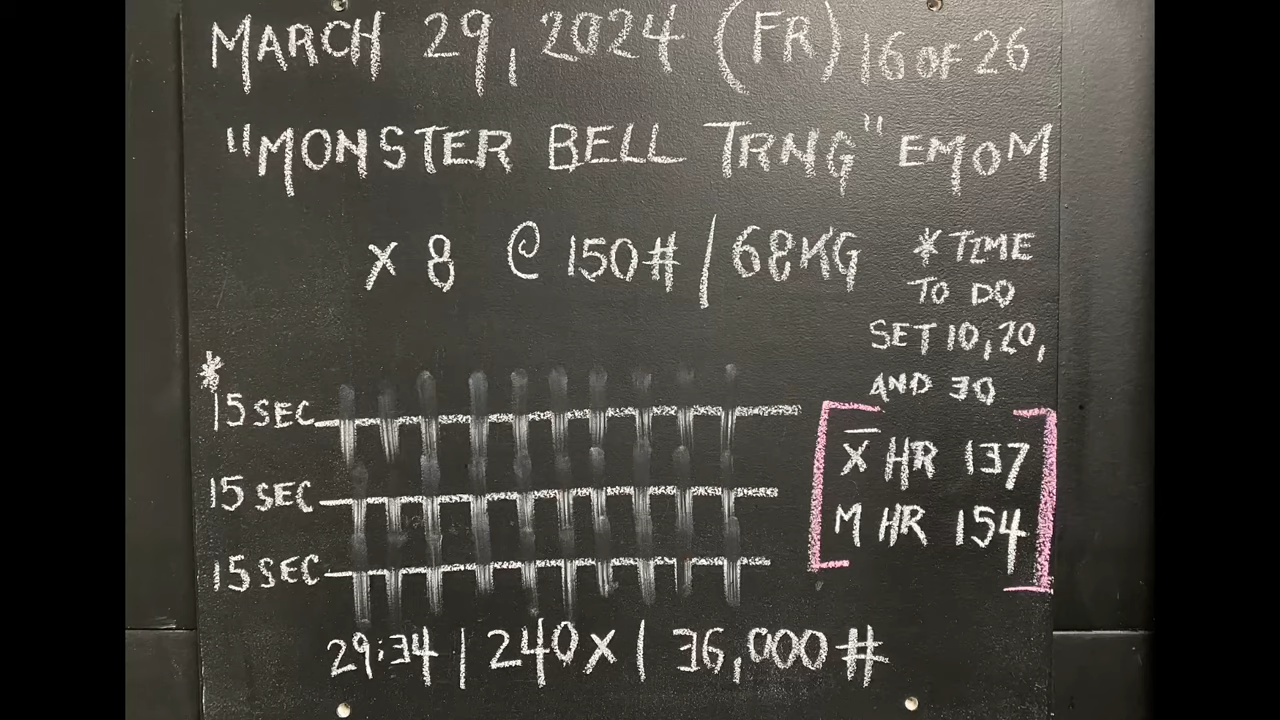 MARCH 29, 2024 (FR) 16 OF 26
"MONSTER BELL TRNG" EMOM
X 8 @ 150# / 68KG
* TIME
TO DO
SET 10, 20,
AND 30
*
15 SEC
15 SEC
15 SEC
X̅ HR 137
M HR 154
29:34 | 240X | 36,000#